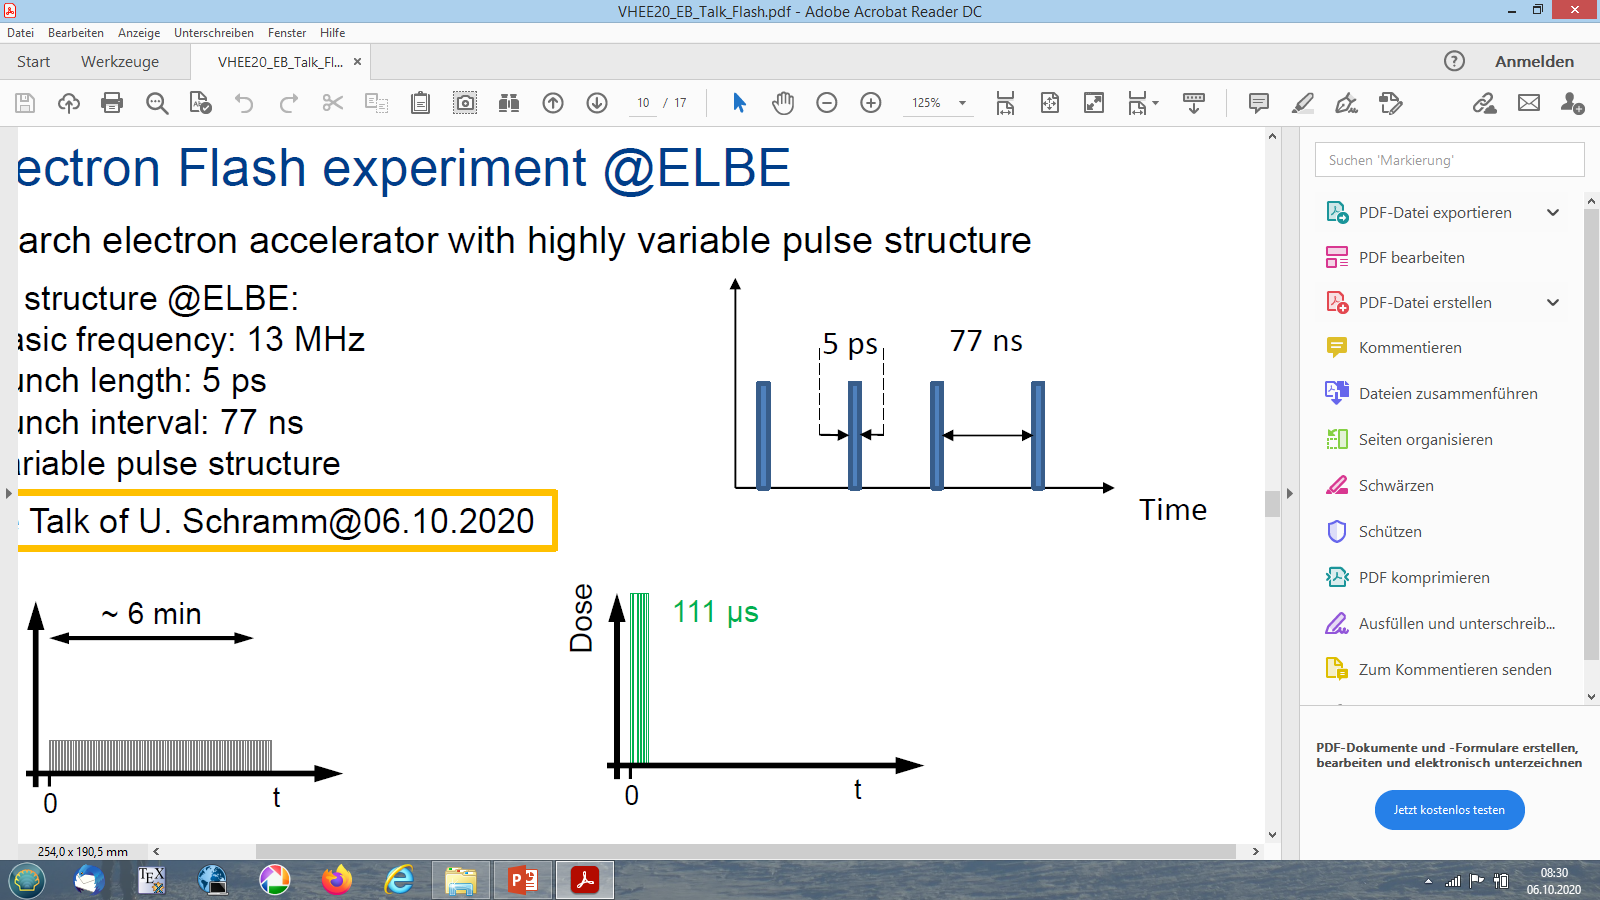 VHEE20_EB_Talk_Flash.pdf - Adobe Acrobat Reader DC
Datei Bearbeiten Anzeige Unterschreiben Fenster Hilfe
Start Werkzeuge VHEE20_EB_Talk_Fl... × Anmelden
10 / 17 125%
ectron Flash experiment @ELBE
arch electron accelerator with highly variable pulse structure
structure @ELBE:
asic frequency: 13 MHz
unch length: 5 ps
unch interval: 77 ns
ariable pulse structure
Talk of U. Schramm@06.10.2020
5 ps 77 ns
Time
~ 6 min
0 t
Dose
111 µs
0 t
Suchen 'Markierung'
PDF-Datei exportieren
PDF bearbeiten
PDF-Datei erstellen
Kommentieren
Dateien zusammenführen
Seiten organisieren
Schwärzen
Schützen
PDF komprimieren
Ausfüllen und unterschreib...
Zum Kommentieren senden
PDF-Dokumente und -Formulare erstellen,
bearbeiten und elektronisch unterzeichnen
Jetzt kostenlos testen
254,0 x 190,5 mm
TEX
08:30
06.10.2020